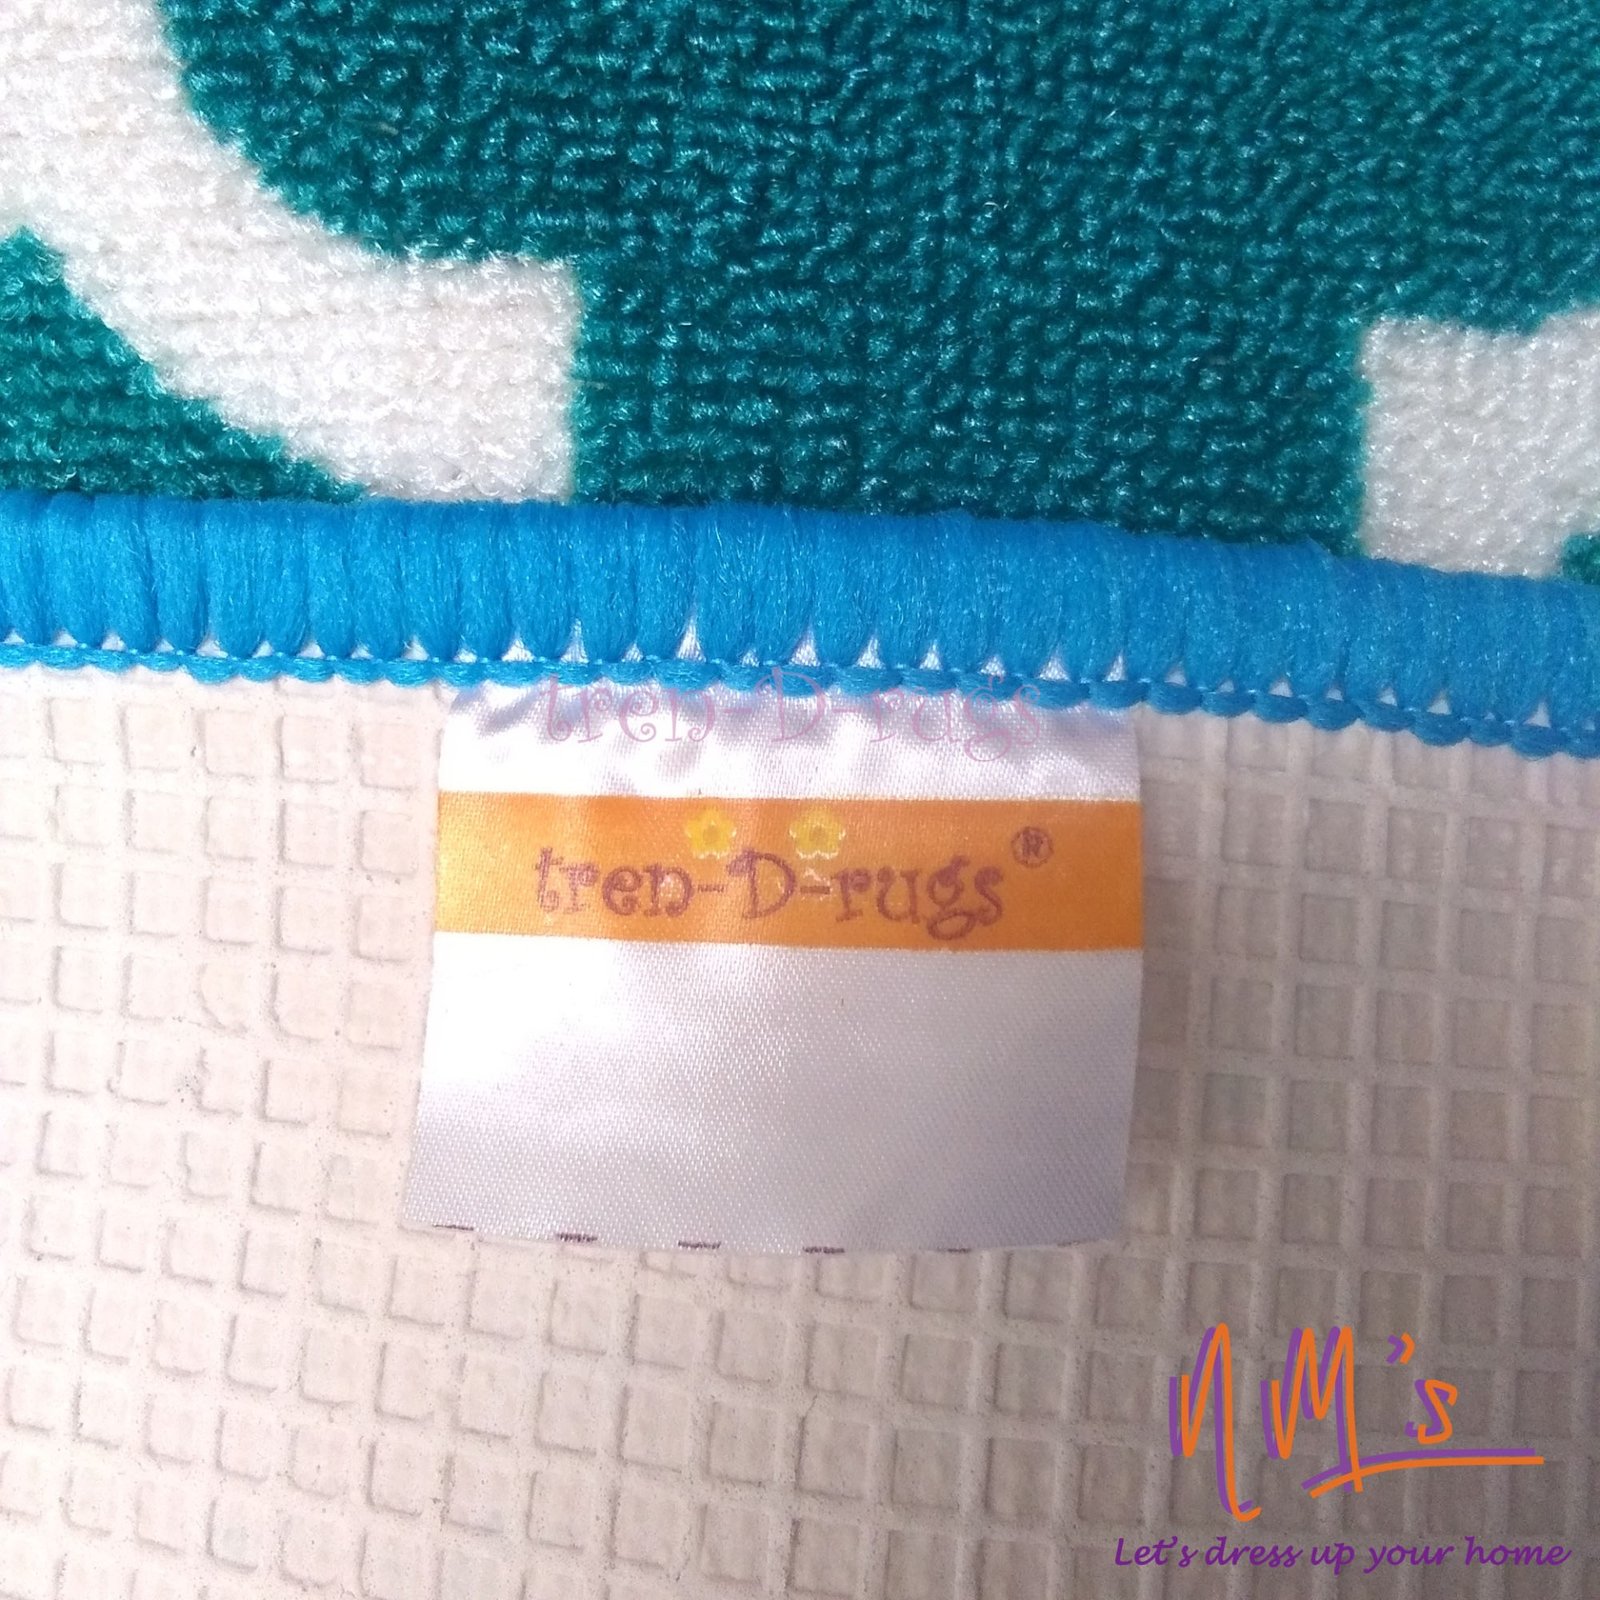 tren-D-rugs
tren-D-rugs®
NM's
Let's dress up your home